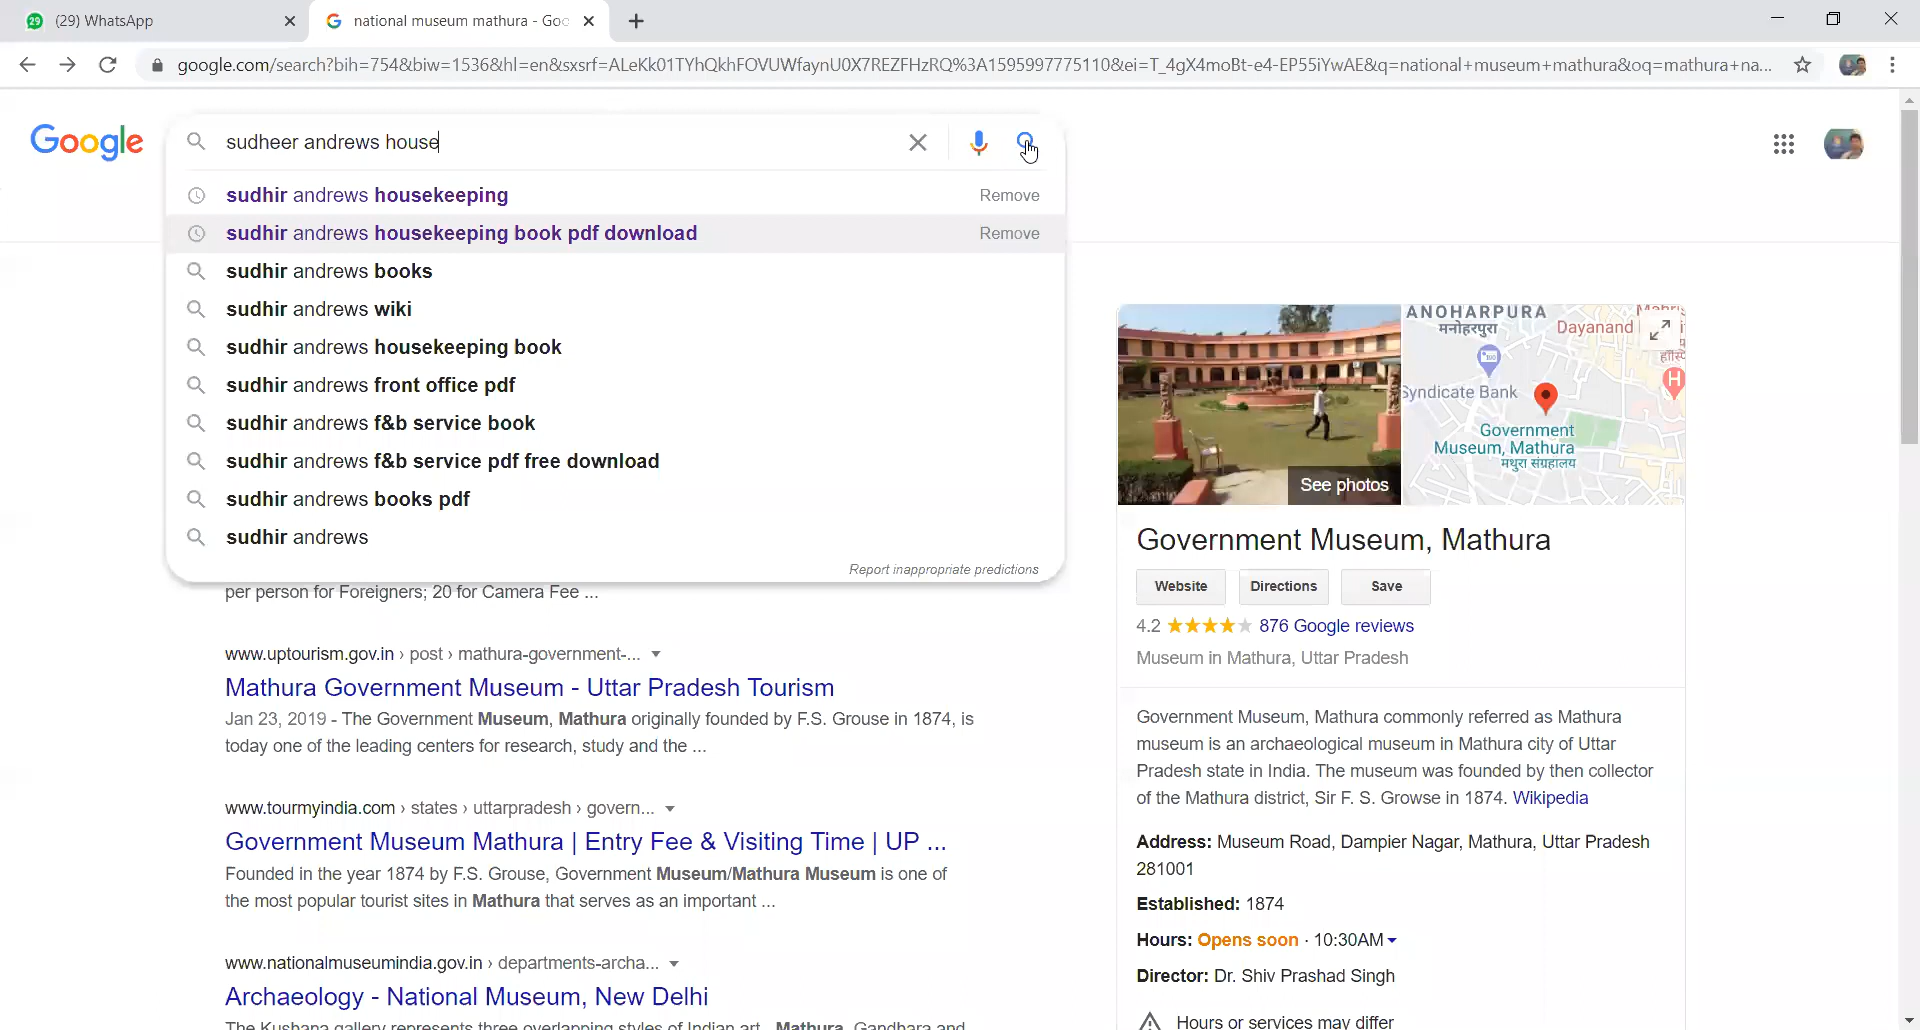 (29) WhatsApp
national museum mathura - Goo
google.com/search?bih=754&biw=1536&hl=en&sxsrf=ALeKk01TYhQkhFOVUWfaynU0X7REZFHzRQ%3A1595997775110&ei=T_4gX4moBt-e4-EP55iYwAE&q=national+museum+mathura&oq=mathura+na...
Google
sudheer andrews house
sudhir andrews housekeeping Remove
sudhir andrews housekeeping book pdf download Remove
sudhir andrews books
sudhir andrews wiki
sudhir andrews housekeeping book
sudhir andrews front office pdf
sudhir andrews f&b service book
sudhir andrews f&b service pdf free download
sudhir andrews books pdf
sudhir andrews
Report inappropriate predictions
per person for Foreigners; 20 for Camera Fee ...
www.uptourism.gov.in › post › mathura-government-...
Mathura Government Museum - Uttar Pradesh Tourism
Jan 23, 2019 - The Government Museum, Mathura originally founded by F.S. Grouse in 1874, is
today one of the leading centers for research, study and the ...
www.tourmyindia.com › states › uttarpradesh › govern...
Government Museum Mathura | Entry Fee & Visiting Time | UP ...
Founded in the year 1874 by F.S. Grouse, Government Museum/Mathura Museum is one of
the most popular tourist sites in Mathura that serves as an important ...
www.nationalmuseumindia.gov.in › departments-archa...
Archaeology - National Museum, New Delhi
The Kushana gallery represents three overlapping styles of Indian art Mathura, Gandhara and
ANOHARPURA
मनोहरपुरा
Dayanand
Syndicate Bank
H
Government
Museum, Mathura
मथुरा संग्रहालय
See photos
Government Museum, Mathura
Website Directions Save
4.2 876 Google reviews
Museum in Mathura, Uttar Pradesh
Government Museum, Mathura commonly referred as Mathura
museum is an archaeological museum in Mathura city of Uttar
Pradesh state in India. The museum was founded by then collector
of the Mathura district, Sir F. S. Growse in 1874. Wikipedia
Address: Museum Road, Dampier Nagar, Mathura, Uttar Pradesh
281001
Established: 1874
Hours: Opens soon · 10:30AM
Director: Dr. Shiv Prashad Singh
Hours or services may differ